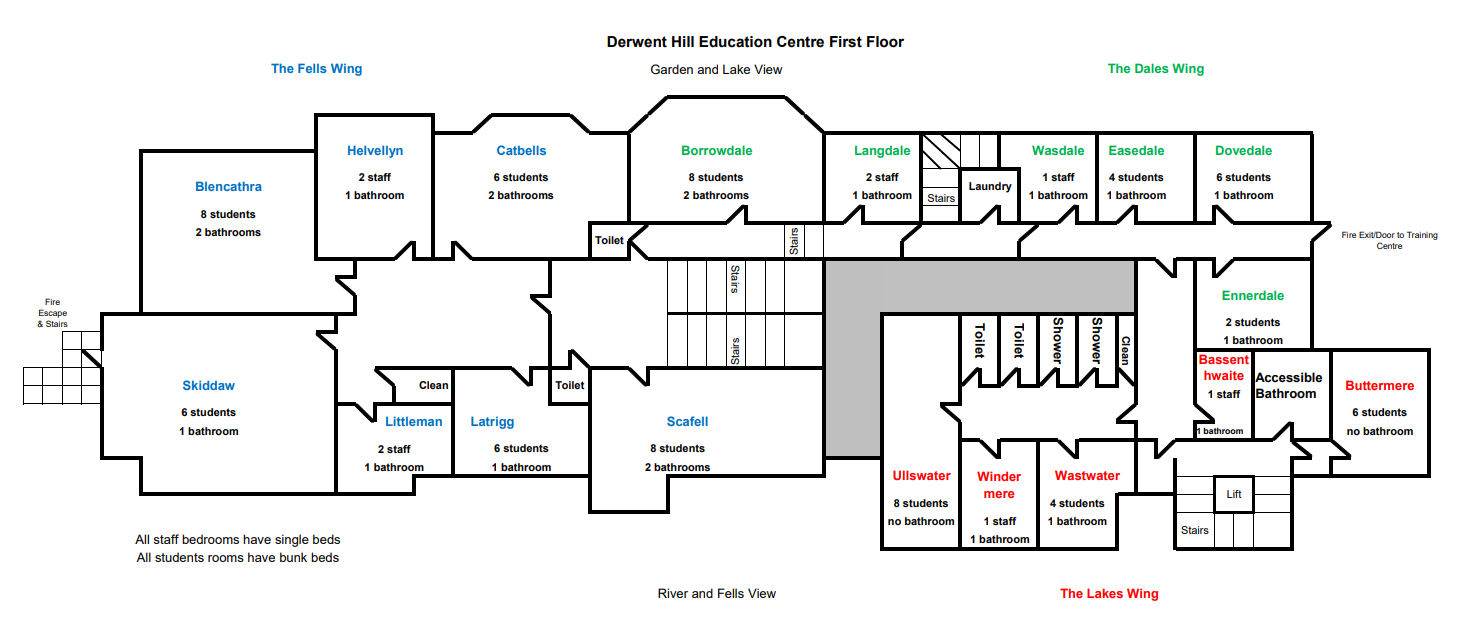 Derwent Hill Education Centre First Floor
The Fells Wing
Garden and Lake View
The Dales Wing
Helvellyn
2 staff
1 bathroom
Catbells
6 students
2 bathrooms
Borrowdale
8 students
2 bathrooms
Langdale
2 staff
1 bathroom
Stairs
Laundry
Wasdale
1 staff
1 bathroom
Easedale
4 students
1 bathroom
Dovedale
6 students
1 bathroom
Blencathra
8 students
2 bathrooms
Toilet
Stairs
Fire Exit/Door to Training
Centre
Fire
Escape
& Stairs
Stairs
Stairs
Ennerdale
2 students
1 bathroom
Toilet
Toilet
Shower
Shower
Clean
Skiddaw
6 students
1 bathroom
Clean
Toilet
Littleman
2 staff
1 bathroom
Latrigg
6 students
1 bathroom
Scafell
8 students
2 bathrooms
Bassent
hwaite
1 staff
1 bathroom
Accessible
Bathroom
Buttermere
6 students
no bathroom
Ullswater
8 students
no bathroom
Winder
mere
1 staff
1 bathroom
Wastwater
4 students
1 bathroom
Lift
Stairs
All staff bedrooms have single beds
All students rooms have bunk beds
River and Fells View
The Lakes Wing